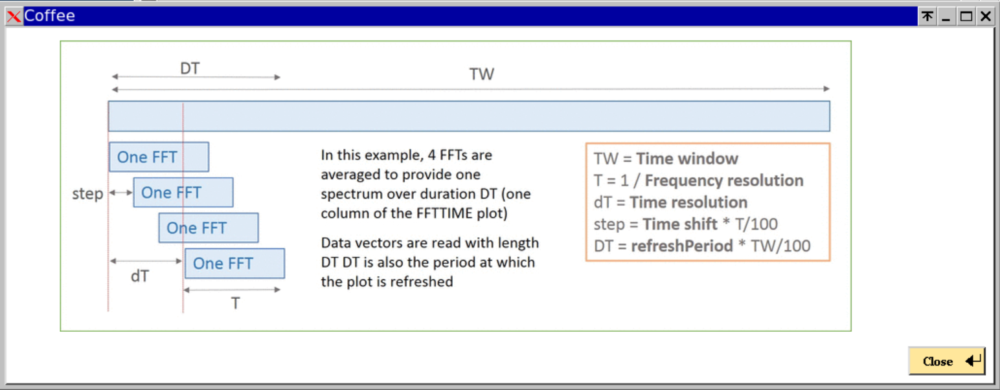 Coffee
DT
TW
One FFT
step
One FFT
One FFT
One FFT
dT
T
In this example, 4 FFTs are
averaged to provide one
spectrum over duration DT (one
column of the FFTTIME plot)
Data vectors are read with length
DT DT is also the period at which
the plot is refreshed
TW = Time window
T = 1 / Frequency resolution
dT = Time resolution
step = Time shift * T/100
DT = refreshPeriod * TW/100
Close